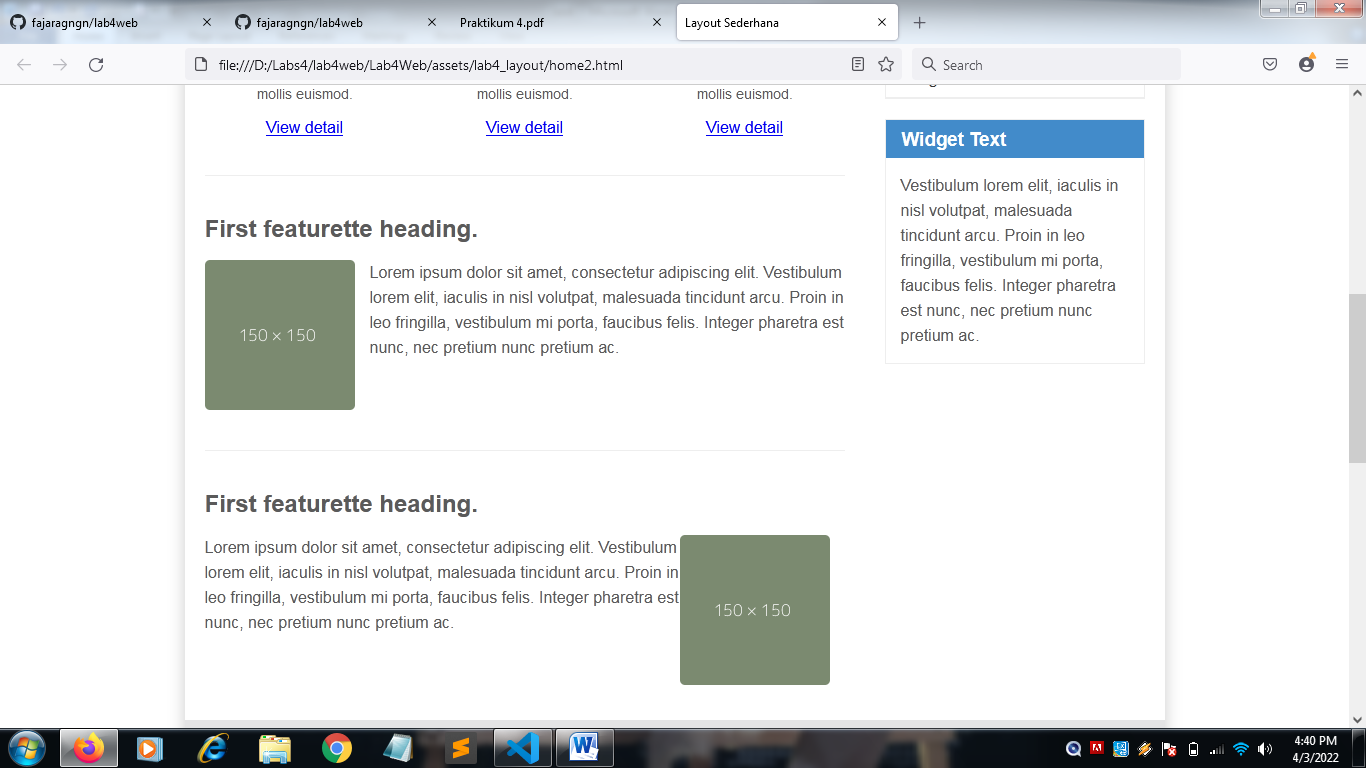 fajaragngn/lab4web
fajaragngn/lab4web
Praktikum 4.pdf
Layout Sederhana
file:///D:/Labs4/lab4web/Lab4Web/assets/lab4_layout/home2.html
Search
mollis euismod.
mollis euismod.
mollis euismod.
View detail
View detail
View detail
First featurette heading.
150 × 150
Lorem ipsum dolor sit amet, consectetur adipiscing elit. Vestibulum
lorem elit, iaculis in nisl volutpat, malesuada tincidunt arcu. Proin in
leo fringilla, vestibulum mi porta, faucibus felis. Integer pharetra est
nunc, nec pretium nunc pretium ac.
First featurette heading.
Lorem ipsum dolor sit amet, consectetur adipiscing elit. Vestibulum
lorem elit, iaculis in nisl volutpat, malesuada tincidunt arcu. Proin in
leo fringilla, vestibulum mi porta, faucibus felis. Integer pharetra est
nunc, nec pretium nunc pretium ac.
150 × 150
Widget Text
Vestibulum lorem elit, iaculis in
nisl volutpat, malesuada
tincidunt arcu. Proin in leo
fringilla, vestibulum mi porta,
faucibus felis. Integer pharetra
est nunc, nec pretium nunc
pretium ac.
4:40 PM
4/3/2022